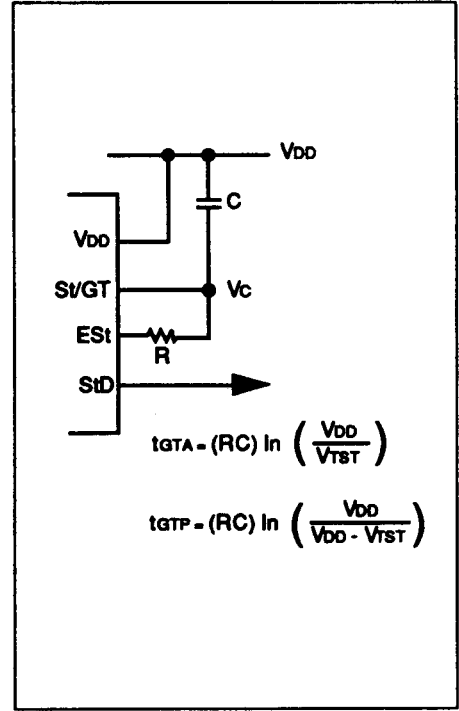 VDD
C
VDD
St/GT
VC
ESt
R
StD
tGTA = (RC) ln ( VDD / VTST )
tGTP = (RC) ln ( VDD / VDD - VTST )